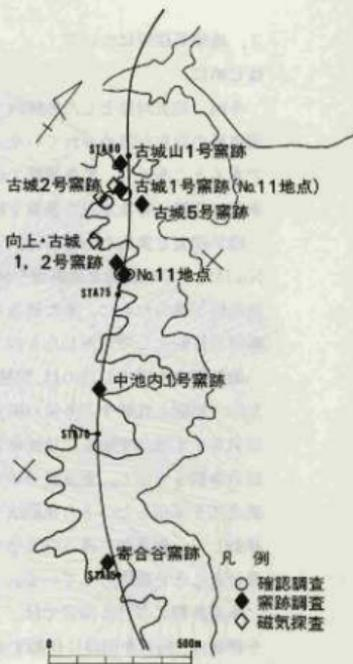 STA80
古城山1号窯跡
古城2号窯跡
古城1号窯跡(No.11地点)
古城5号窯跡
向上・古城
1,2号窯跡
No.11地点
STA75
中池内1号窯跡
STA70
寄合谷窯跡
STA65
凡 例
確認調査
窯跡調査
磁気探査
0
500m